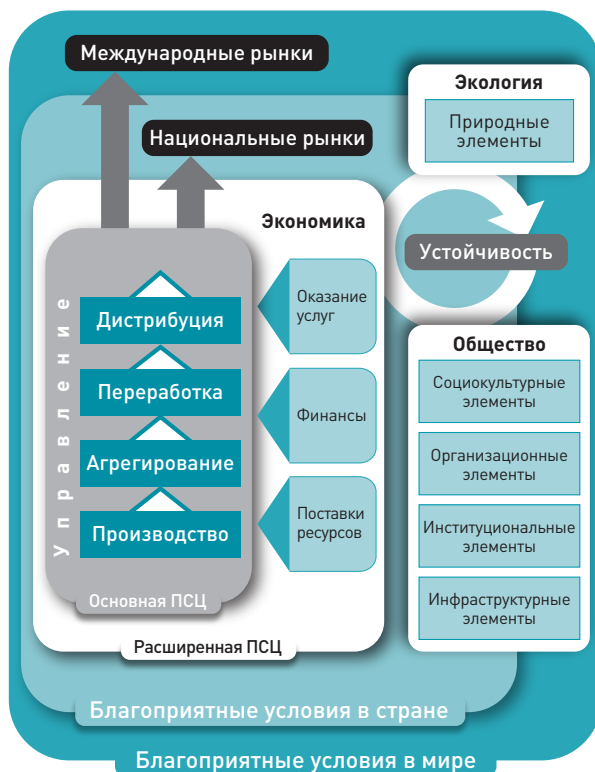 Международные рынки
Национальные рынки
Экология
Природные
элементы
Экономика
Устойчивость
Управление
Дистрибуция
Переработка
Агрегирование
Производство
Основная ПСЦ
Оказание
услуг
Финансы
Поставки
ресурсов
Расширенная ПСЦ
Общество
Социокультурные
элементы
Организационные
элементы
Институциональные
элементы
Инфраструктурные
элементы
Благоприятные условия в стране
Благоприятные условия в мире